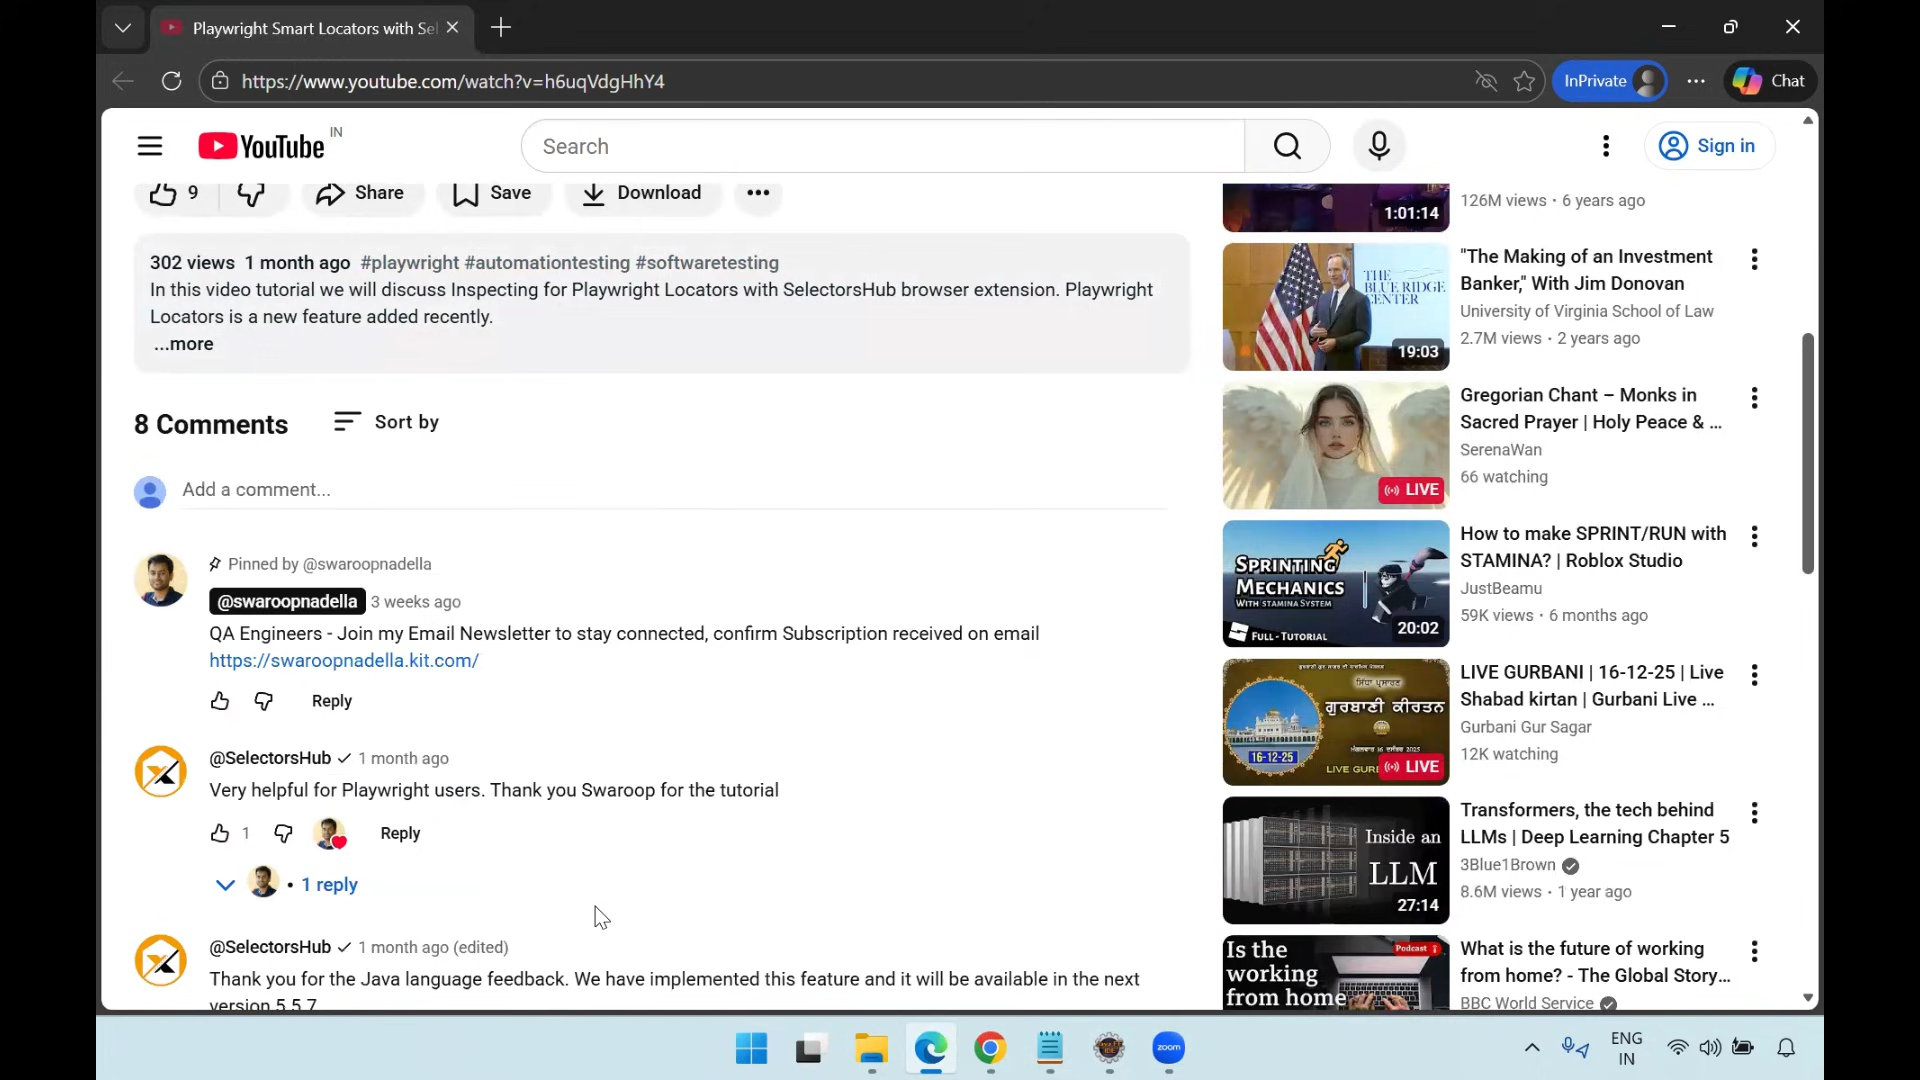 Playwright Smart Locators with Sel
https://www.youtube.com/watch?v=h6uqVdgHhY4
InPrivate
Chat
YouTube
IN
Search
Sign in
9
Share
Save
Download
302 views 1 month ago #playwright #automationtesting #softwaretesting
In this video tutorial we will discuss Inspecting for Playwright Locators with SelectorsHub browser extension. Playwright
Locators is a new feature added recently.
...more
8 Comments
Sort by
Add a comment...
Pinned by @swaroopnadella
@swaroopnadella 3 weeks ago
QA Engineers - Join my Email Newsletter to stay connected, confirm Subscription received on email
https://swaroopnadella.kit.com/
Reply
@SelectorsHub 1 month ago
Very helpful for Playwright users. Thank you Swaroop for the tutorial
1
Reply
• 1 reply
@SelectorsHub 1 month ago (edited)
Thank you for the Java language feedback. We have implemented this feature and it will be available in the next
version 5.5.7
1:01:14
126M views • 6 years ago
THE
BLUE RIDGE
CENTER
19:03
"The Making of an Investment
Banker," With Jim Donovan
University of Virginia School of Law
2.7M views • 2 years ago
LIVE
Gregorian Chant – Monks in
Sacred Prayer | Holy Peace & ...
SerenaWan
66 watching
SPRINTING
MECHANICS
WITH STAMINA SYSTEM
FULL - TUTORIAL
20:02
How to make SPRINT/RUN with
STAMINA? | Roblox Studio
JustBeamu
59K views • 6 months ago
ਗੁਰਬਾਣੀ ਕੀਰਤਨ
16-12-25
LIVE GUR
LIVE
LIVE GURBANI | 16-12-25 | Live
Shabad kirtan | Gurbani Live ...
Gurbani Gur Sagar
12K watching
Inside an
LLM
27:14
Transformers, the tech behind
LLMs | Deep Learning Chapter 5
3Blue1Brown
8.6M views • 1 year ago
Is the
working
from home
Podcast
What is the future of working
from home? - The Global Story...
BBC World Service
zoom
ENG
IN